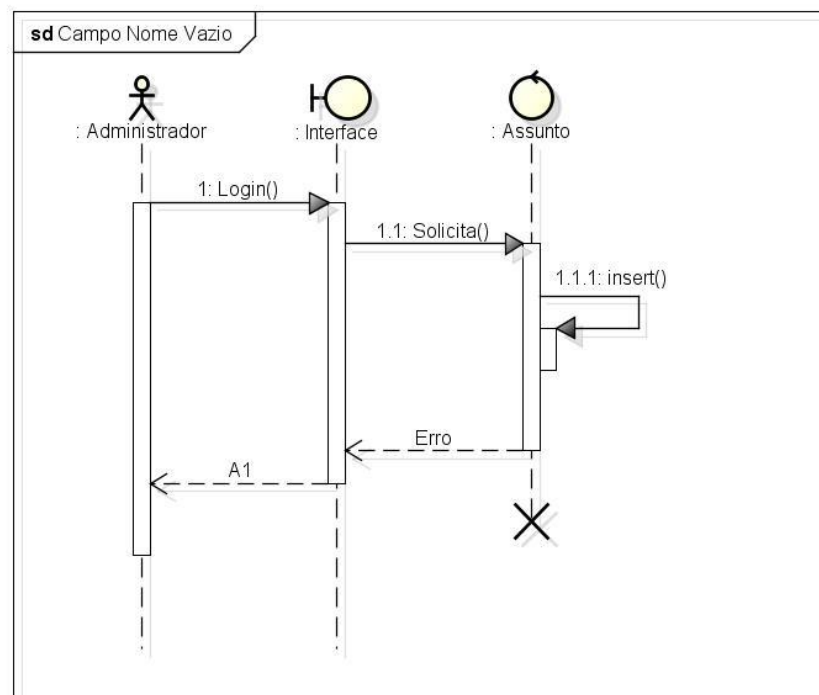 sd Campo Nome Vazio
: Administrador
: Interface
: Assunto
1: Login()
1.1: Solicita()
1.1.1: insert()
Erro
A1